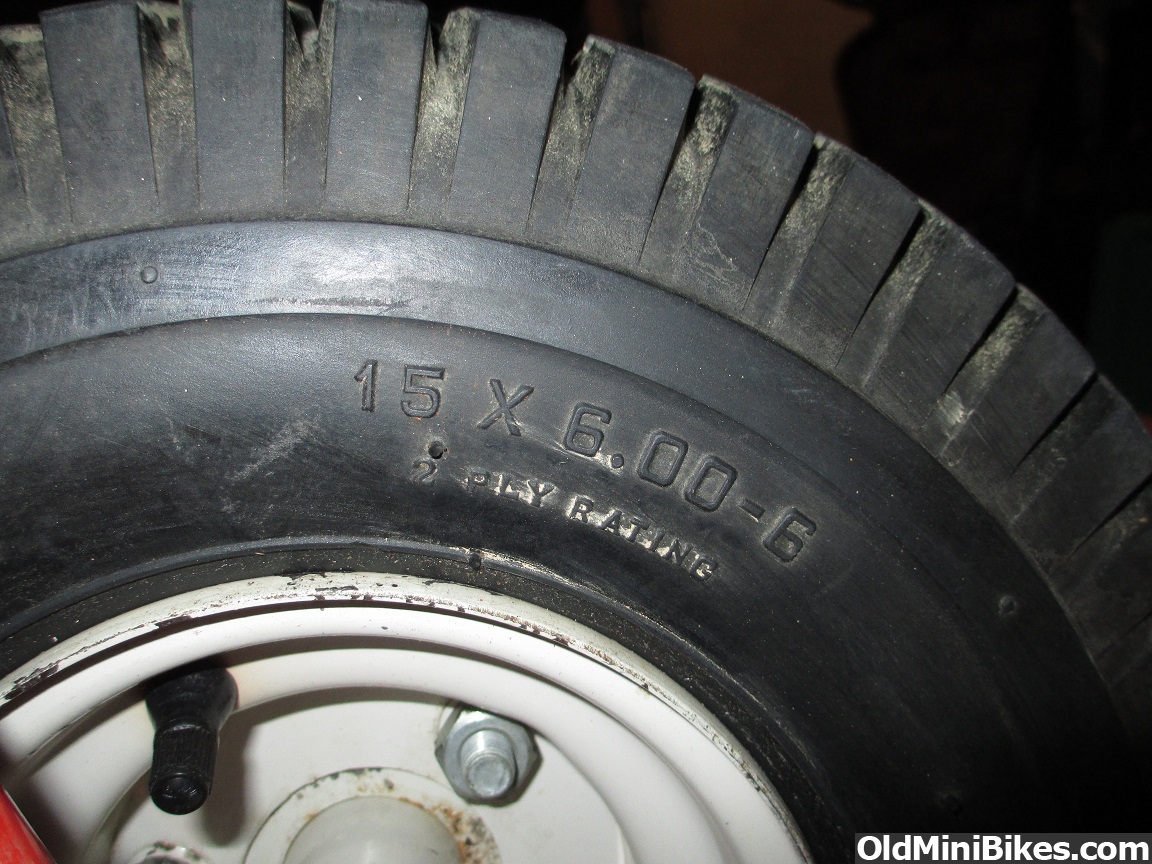 15 X 6.00-6
2 PLY RATING
OldMiniBikes.com